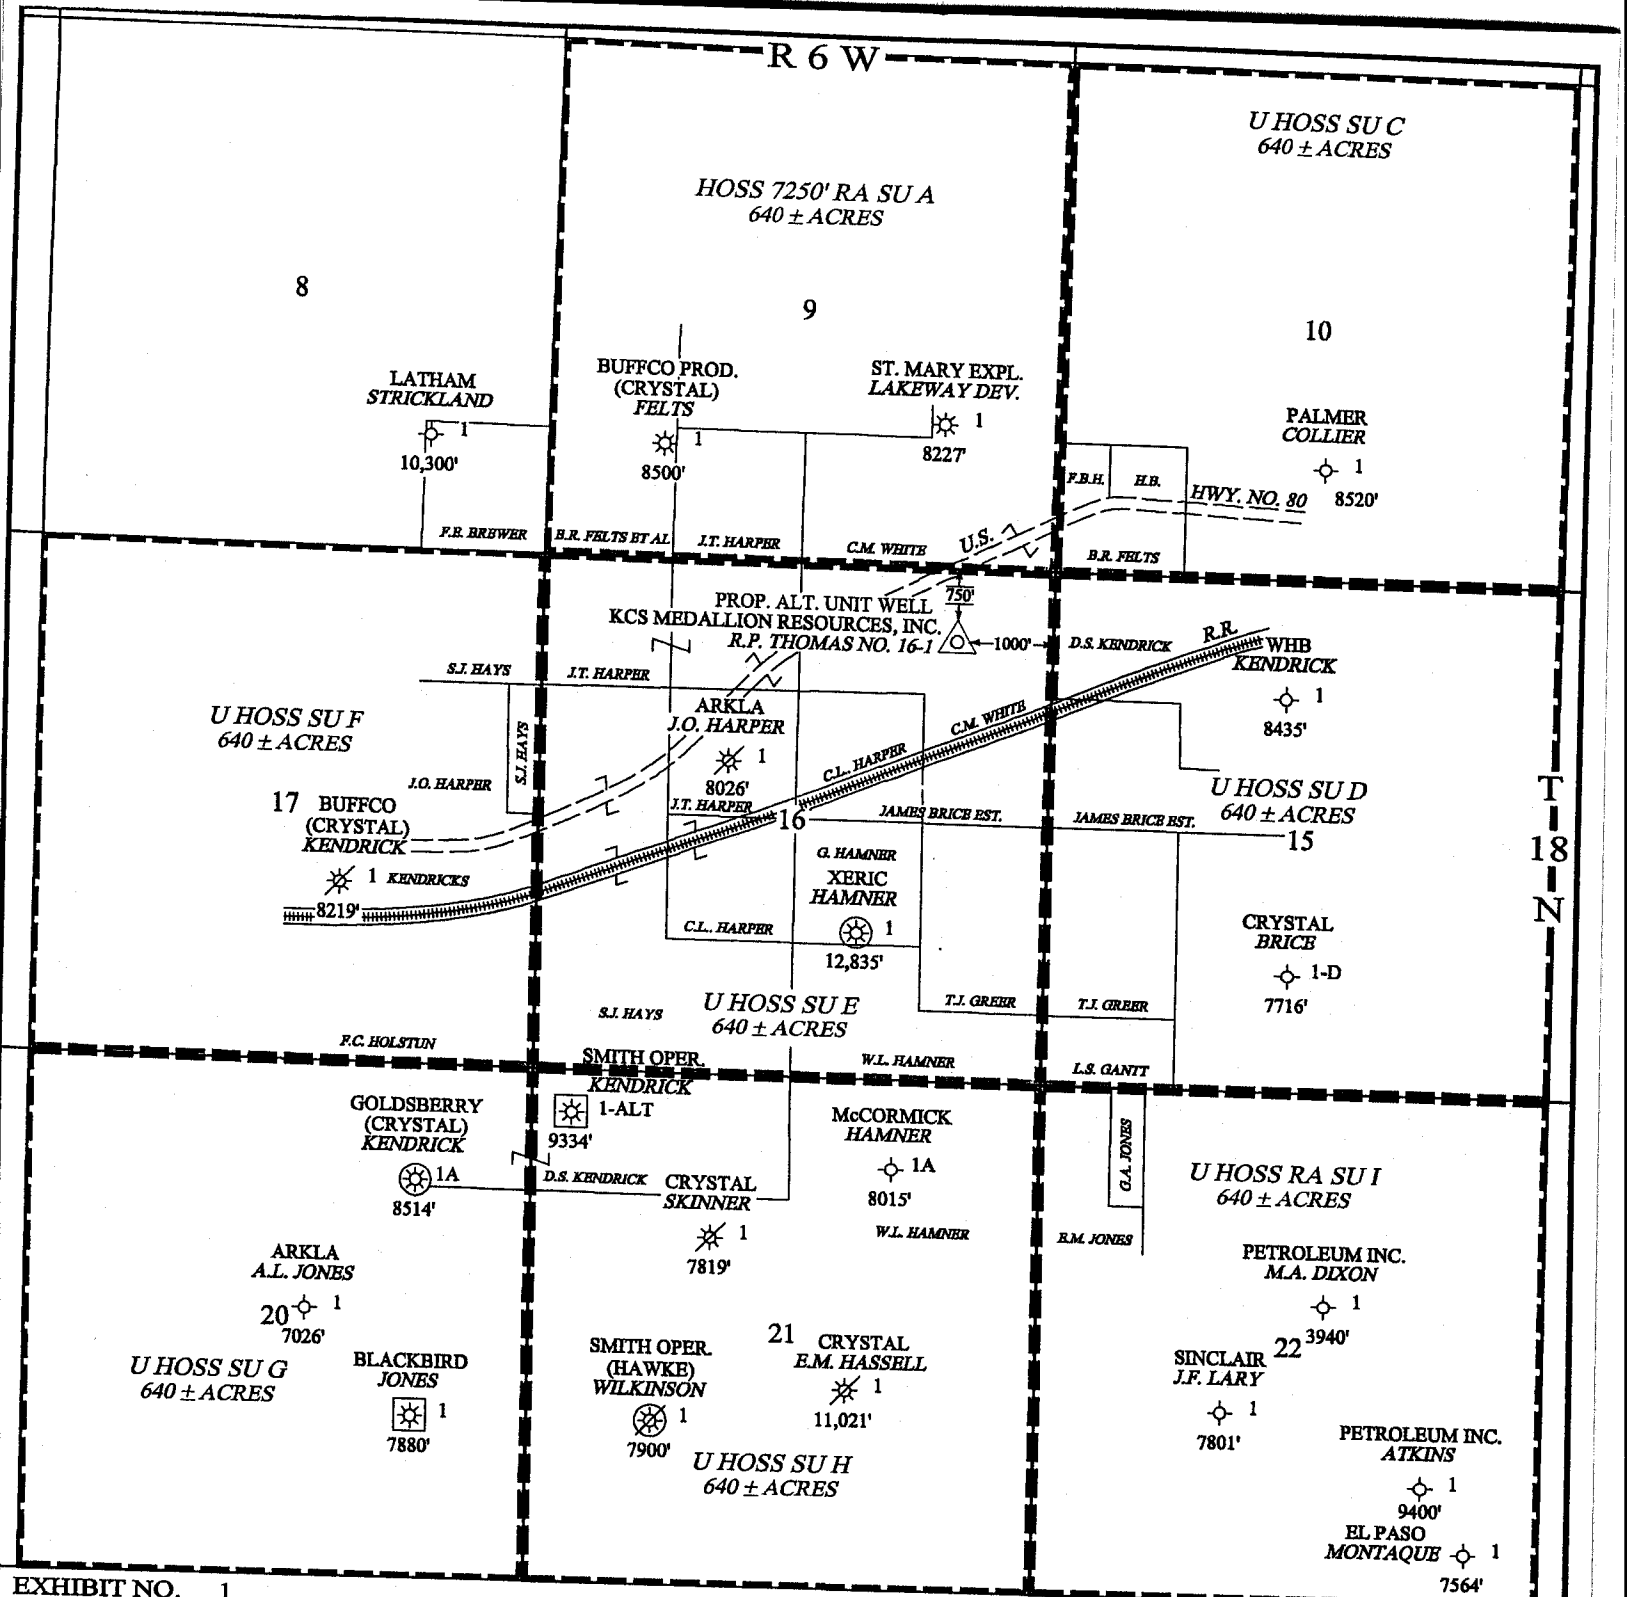 R 6 W
U HOSS SU C
640 ± ACRES
HOSS 7250' RA SU A
640 ± ACRES
8
9
10
LATHAM
STRICKLAND
1
10,300'
BUFFCO PROD.
(CRYSTAL)
FELTS
1
8500'
ST. MARY EXPL.
LAKEWAY DEV.
1
8227'
PALMER
COLLIER
1
8520'
F.B.H.
H.B.
HWY. NO. 80
U.S.
F.E. BREWER
B.R. FELTS ET AL
J.T. HARPER
C.M. WHITE
B.R. FELTS
PROP. ALT. UNIT WELL
KCS MEDALLION RESOURCES, INC.
R.P. THOMAS NO. 16-1
750'
1000'
D.S. KENDRICK
R.R.
WHB
KENDRICK
1
8435'
S.J. HAYS
J.T. HARPER
U HOSS SU F
640 ± ACRES
S.J. HAYS
J.O. HARPER
ARKLA
J.O. HARPER
1
8026'
J.T. HARPER
C.L. HARPER
C.M. WHITE
U HOSS SU D
640 ± ACRES
T
18
N
17
BUFFCO
(CRYSTAL)
KENDRICK
1
KENDRICKS
8219'
16
JAMES BRICE EST.
JAMES BRICE EST.
15
G. HAMNER
XERIC
HAMNER
1
12,835'
C.L. HARPER
CRYSTAL
BRICE
1-D
7716'
T.J. GREER
T.J. GREER
S.J. HAYS
U HOSS SU E
640 ± ACRES
F.C. HOLSTUN
W.L. HAMNER
L.S. GANTT
SMITH OPER.
KENDRICK
1-ALT
9334'
GOLDSBERRY
(CRYSTAL)
KENDRICK
1A
8514'
D.S. KENDRICK
CRYSTAL
SKINNER
1
7819'
McCORMICK
HAMNER
1A
8015'
W.L. HAMNER
G.A. JONES
E.M. JONES
U HOSS RA SU I
640 ± ACRES
ARKLA
A.L. JONES
1
20
7026'
U HOSS SU G
640 ± ACRES
BLACKBIRD
JONES
1
7880'
SMITH OPER.
(HAWKE)
WILKINSON
1
7900'
21
CRYSTAL
E.M. HASSELL
1
11,021'
U HOSS SU H
640 ± ACRES
PETROLEUM INC.
M.A. DIXON
1
3940'
22
SINCLAIR
J.F. LARY
1
7801'
PETROLEUM INC.
ATKINS
1
9400'
EL PASO
MONTAQUE
1
7564'
EXHIBIT NO. 1